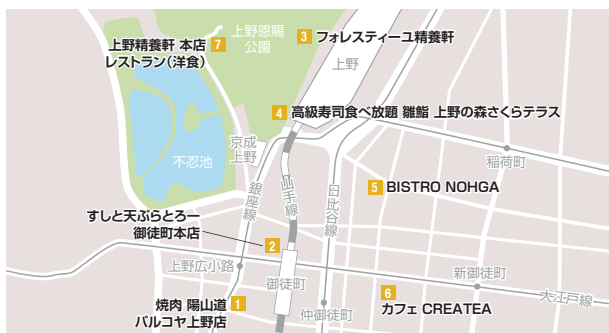 上野精養軒 本店
レストラン(洋食)
7
上野恩賜
公園
3
フォレスティーユ精養軒
上野
4
高級寿司食べ放題 雛鮨 上野の森さくらテラス
京成
上野
不忍池
銀座線
山手線
日比谷線
稲荷町
5
BISTRO NOHGA
すしと天ぷらとろー
御徒町本店
2
上野広小路
御徒町
新御徒町
大江戸線
焼肉 陽山道
パルコヤ上野店
1
仲御徒町
6
カフェ CREATEA